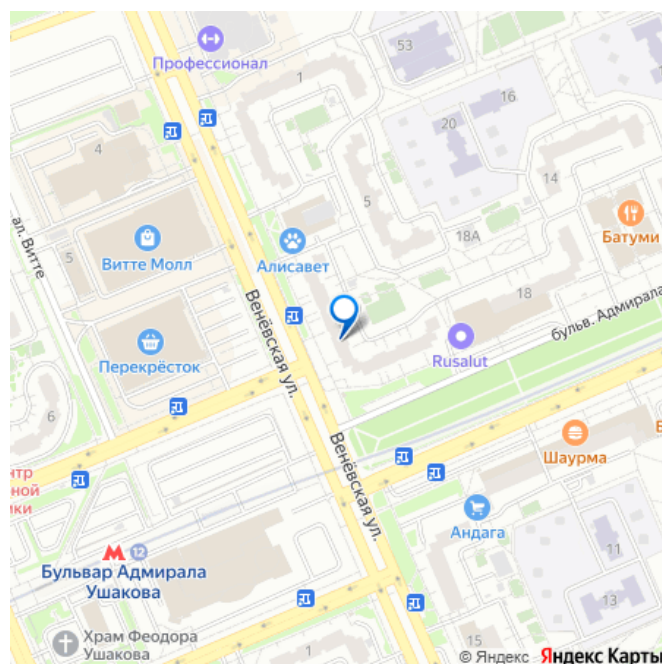 53
Профессионал
1
16
20
4
14
5
18А
Батуми
ал. Витте
5
Витте Молл
Алисавет
18
Венёвская ул.
бульв. Адмирала
Rusalut
Перекрёсток
6
Венёвская ул.
Шаурма
нтр
ной
ики
Андага
11
12
Бульвар Адмирала
Ушакова
13
Храм Феодора
Ушакова
1
15
© Яндекс Яндекс Карты